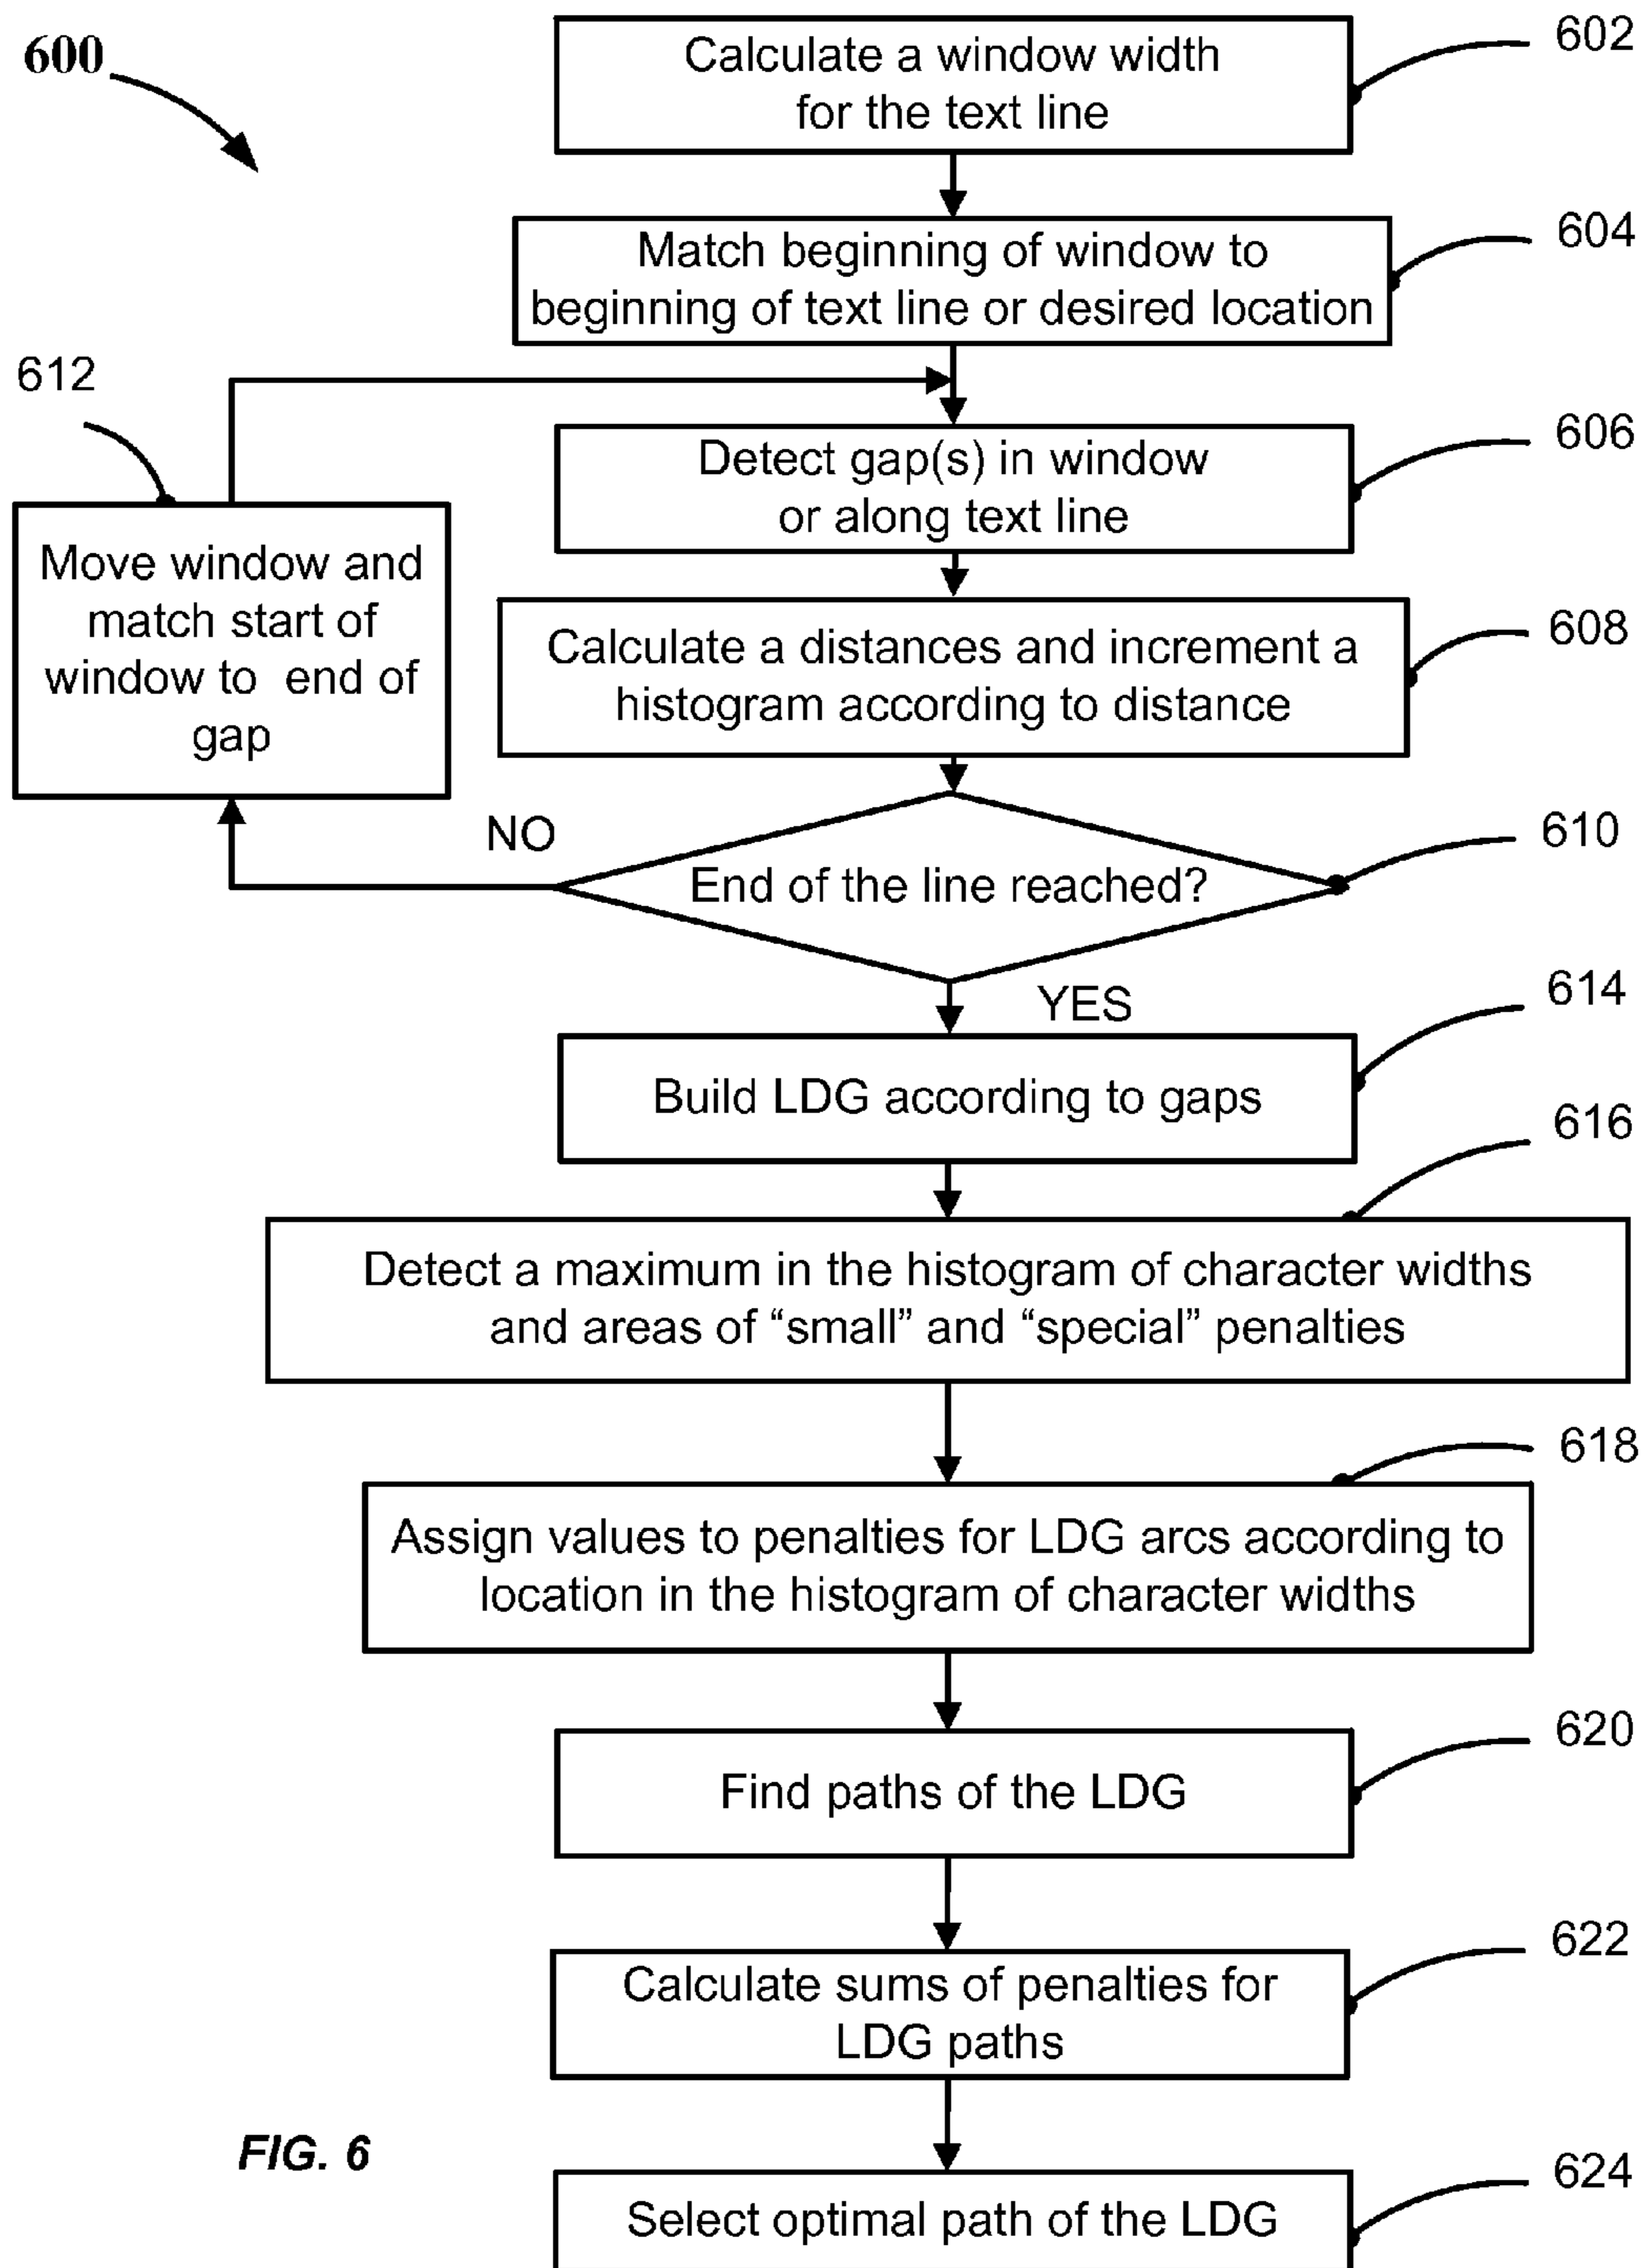 600
Calculate a window width
for the text line
602
Match beginning of window to
beginning of text line or desired location
604
612
Detect gap(s) in window
or along text line
606
Move window and
match start of
window to end of
gap
Calculate a distances and increment a
histogram according to distance
608
NO
End of the line reached?
610
YES
614
Build LDG according to gaps
616
Detect a maximum in the histogram of character widths
and areas of “small” and “special” penalties
618
Assign values to penalties for LDG arcs according to
location in the histogram of character widths
620
Find paths of the LDG
622
Calculate sums of penalties for
LDG paths
FIG. 6
624
Select optimal path of the LDG